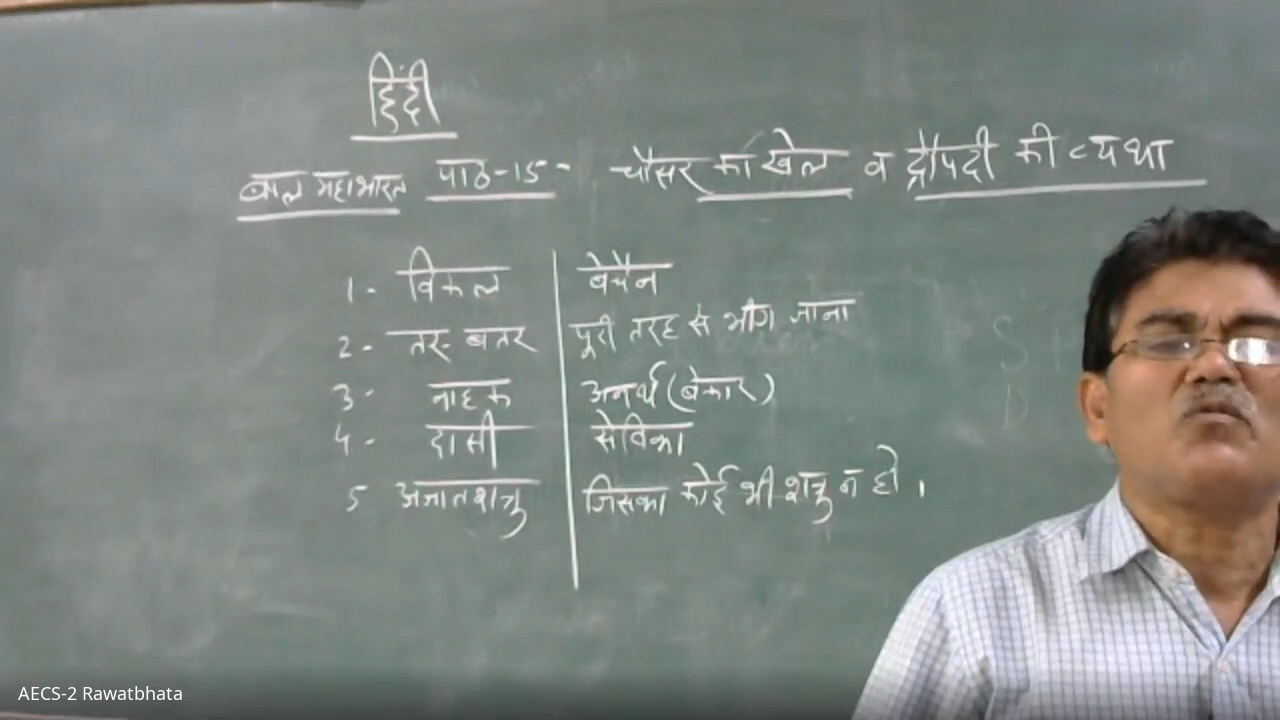 हिंदी
बाल महाभारत पाठ-15- चौसर का खेल व द्रौपदी की व्यथा
1- विकल बेचैन
2- तर-बतर पूरी तरह से भीग जाना
3- नाहक अनर्थ (बेकार)
4- दासी सेविका
5 अजातशत्रु जिसका कोई भी शत्रु न हो।
AECS-2 Rawatbhata